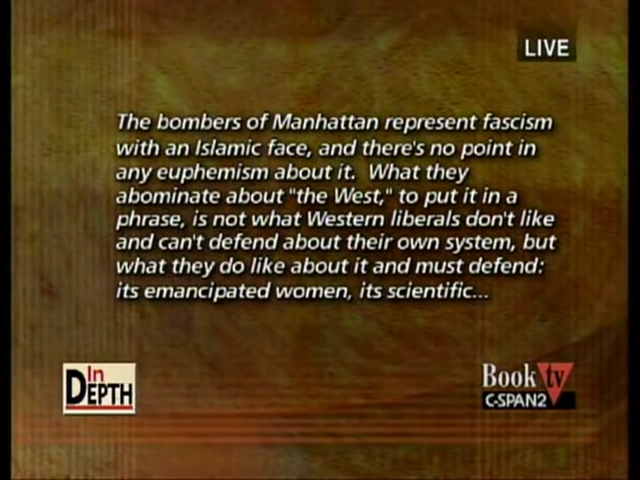 LIVE
The bombers of Manhattan represent fascism
with an Islamic face, and there's no point in
any euphemism about it. What they
abominate about "the West," to put it in a
phrase, is not what Western liberals don't like
and can't defend about their own system, but
what they do like about it and must defend:
its emancipated women, its scientific...
In
DEPTH
Book tv
C-SPAN2